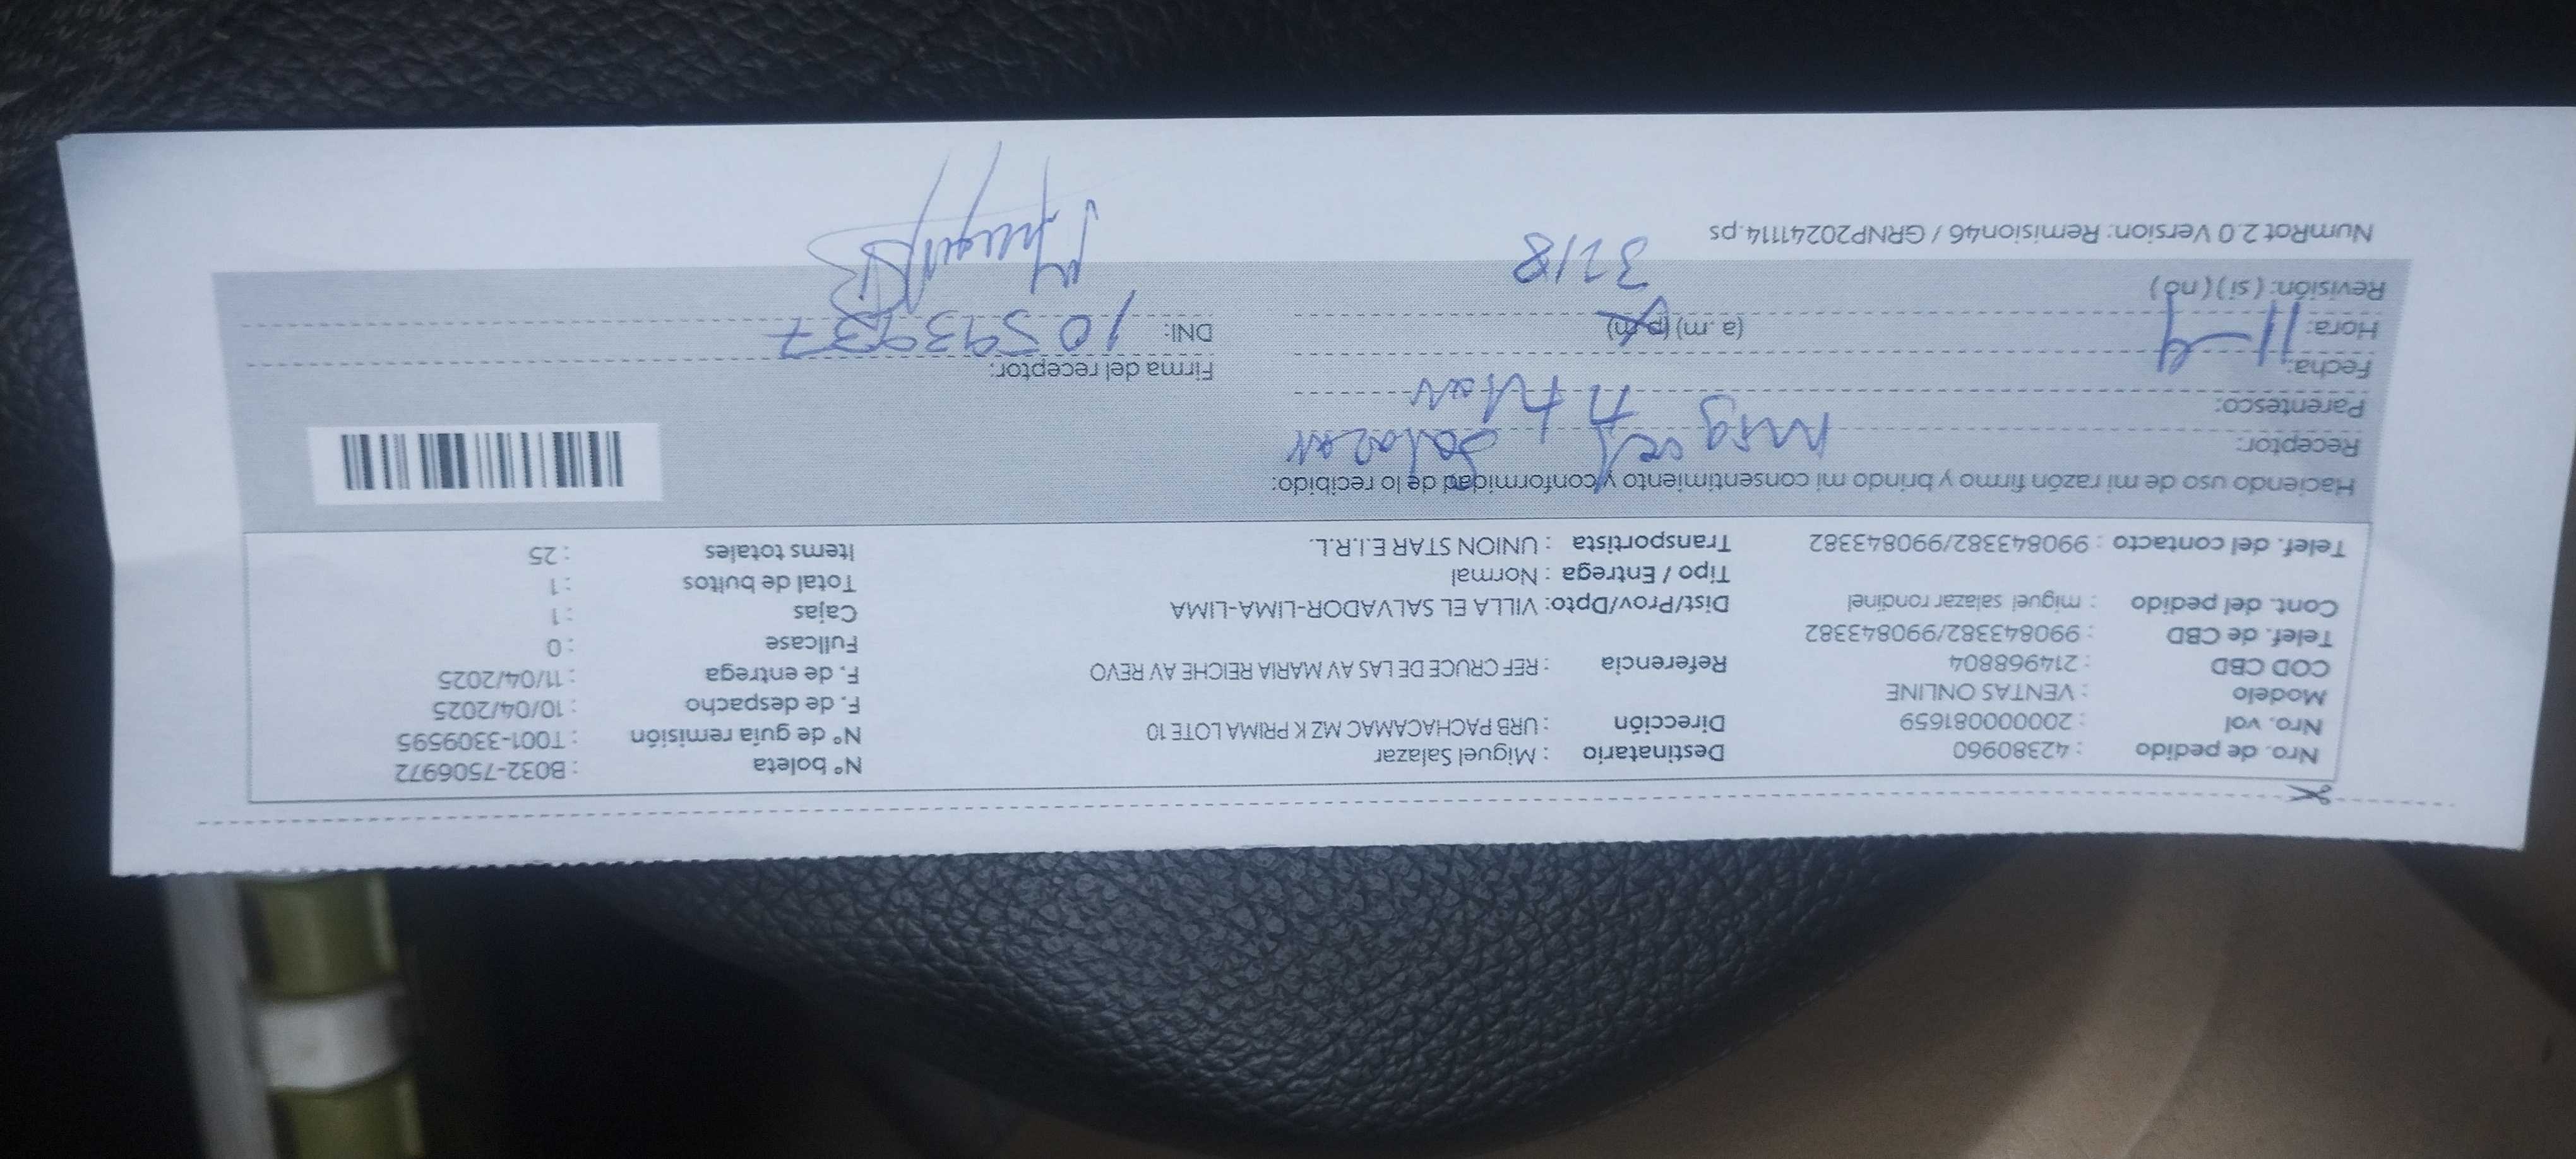 Nro. de pedido : 42380960 Destinatario : Miguel Salazar N° boleta : B032-7506972
Nro. vol : 20000008165​9 Dirección : URB PACHACAMAC MZ K PRIMA LOTE 10 N° de guía remisión : T001-3309595
Modelo : VENTAS ONLINE F. de despacho : 10/04/2025
COD CBD : 214968804 Referencia : REF CRUCE DE LAS AV MARIA REICHE AV REVO F. de entrega : 11/04/2025
Telef. de CBD : 990843382/990843382 Fullcase : 0
Cont. del pedido : miguel salazar rondinel Dist/Prov/Dpto: VILLA EL SALVADOR-LIMA-LIMA Cajas : 1
Tipo / Entrega : Normal Total de bultos : 1
Telef. del contacto : 990843382/990843382 Transportista : UNION STAR E.I.R.L. Items totales : 25
Haciendo uso de mi razón firmo y brindo mi consentimiento y conformidad de lo recibido:
Receptor: Miguel Salazar
Parentesco: Titular
Fecha: 11-4 Firma del receptor:
Hora: (a.m) (p.m) DNI: 10593937
Revisión: (si) (no) 3218
NumRot 2.0 Version: Remision46 / GRNP20241114.ps